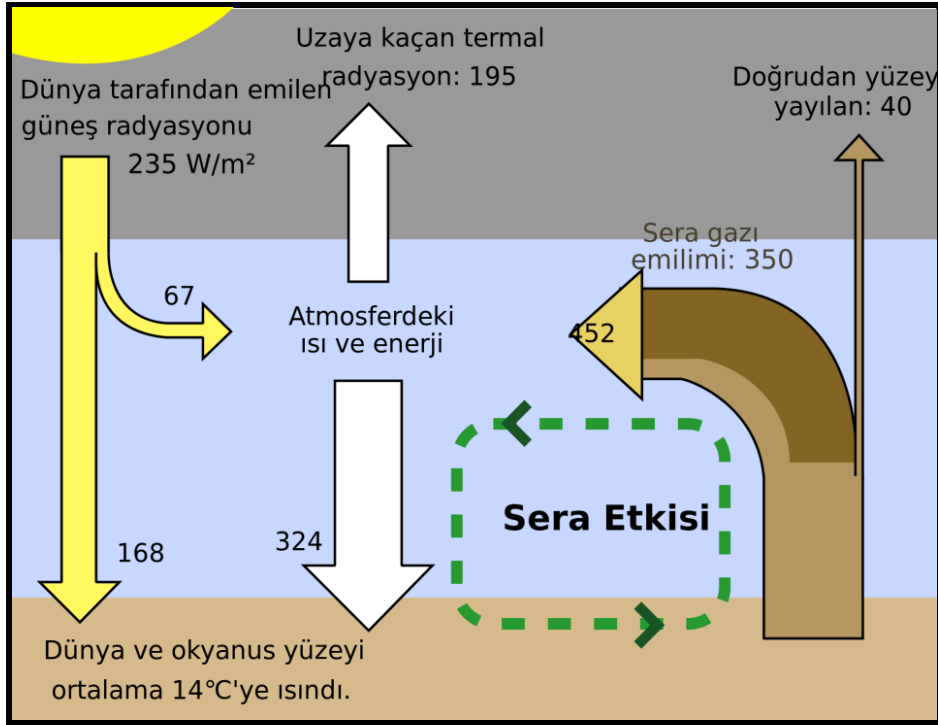 Uzaya kaçan termal
radyasyon: 195
Dünya tarafından emilen
güneş radyasyonu
235 W/m²
Doğrudan yüzey
yayılan: 40
Sera gazı
emilimi: 350
67
Atmosferdeki
ısı ve enerji
452
Sera Etkisi
324
168
Dünya ve okyanus yüzeyi
ortalama 14°C'ye ısındı.